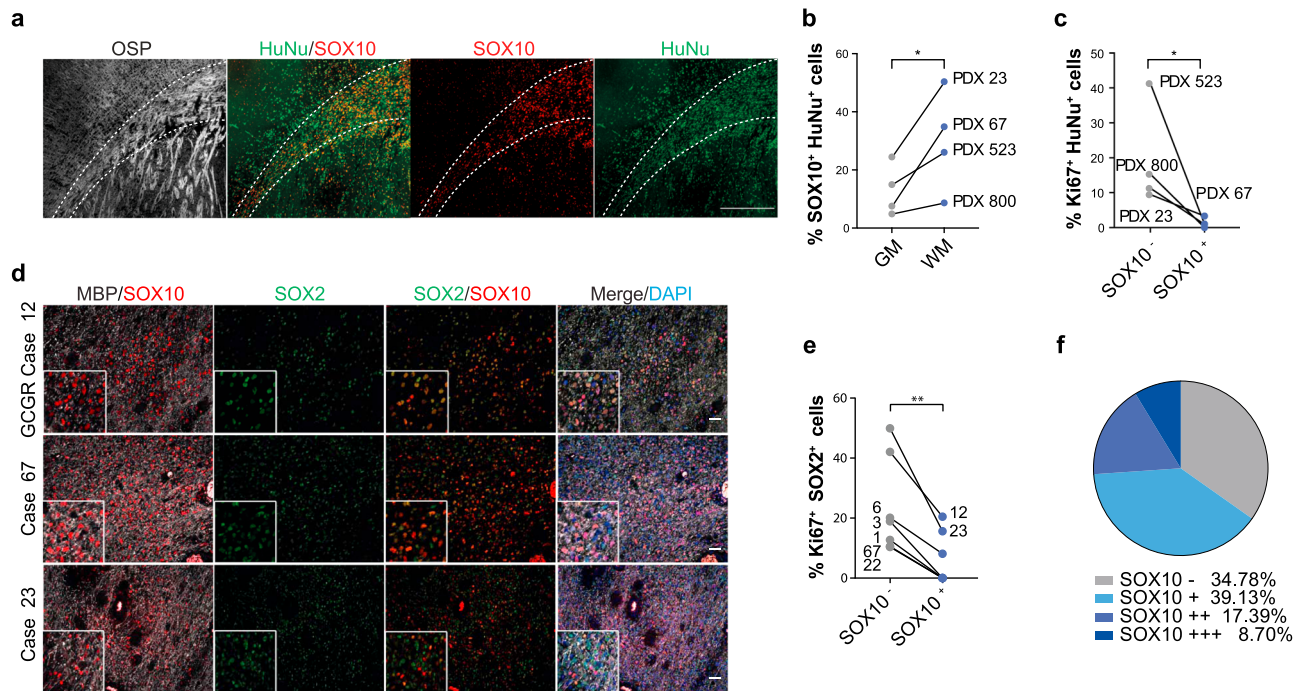 a
OSP
HuNu/SOX10
SOX10
HuNu
b
% SOX10+ HuNu+ cells
60
40
20
0
*
PDX 23
PDX 67
PDX 523
PDX 800
GM
WM
c
% Ki67+ HuNu+ cells
50
40
30
20
10
0
*
PDX 523
PDX 800
PDX 67
PDX 23
SOX10-
SOX10+
d
MBP/SOX10
SOX2
SOX2/SOX10
Merge/DAPI
GCGR Case 12
Case 67
Case 23
e
% Ki67+ SOX2+ cells
60
40
20
0
**
6
3
1
67
22
12
23
SOX10-
SOX10+
f
SOX10 - 34.78%
SOX10 + 39.13%
SOX10 ++ 17.39%
SOX10 +++ 8.70%